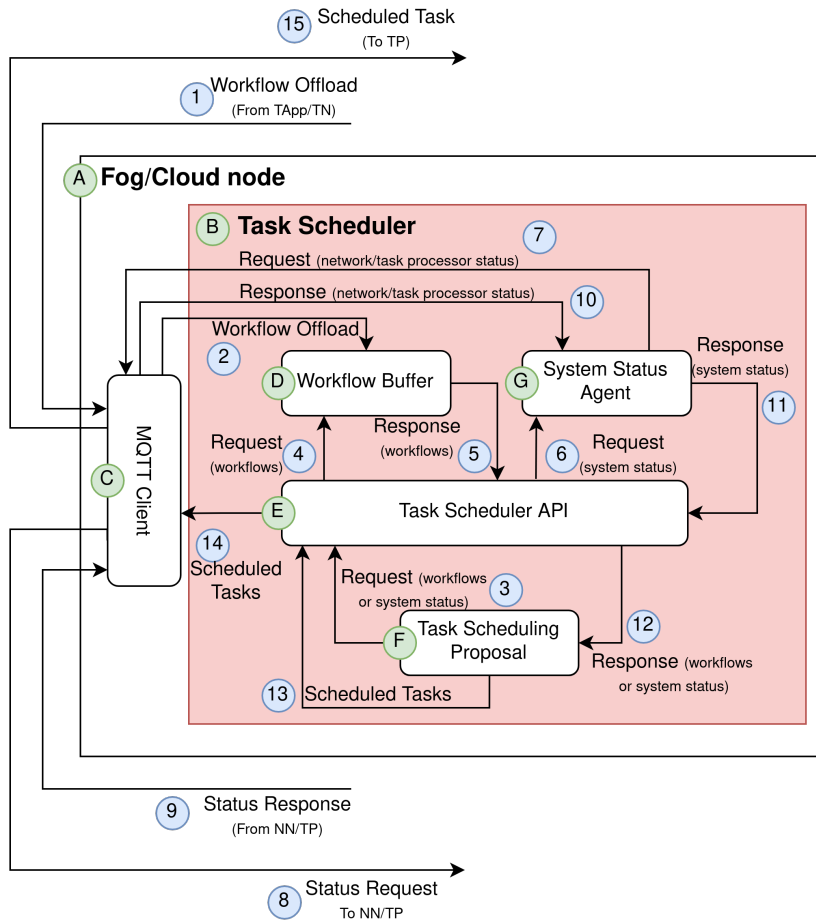 15
Scheduled Task
(To TP)
1
Workflow Offload
(From TApp/TN)
A
Fog/Cloud node
B
Task Scheduler
7
Request (network/task processor status)
Response (network/task processor status)
10
Workflow Offload
2
D
Workflow Buffer
G
System Status
Agent
Response
(system status)
11
Request
(workflows)
4
Response
(workflows)
5
6
Request
(system status)
C
MQTT Client
E
Task Scheduler API
14
Scheduled
Tasks
Request (workflows
or system status)
3
F
Task Scheduling
Proposal
12
Response (workflows
or system status)
13
Scheduled Tasks
9
Status Response
(From NN/TP)
8
Status Request
To NN/TP